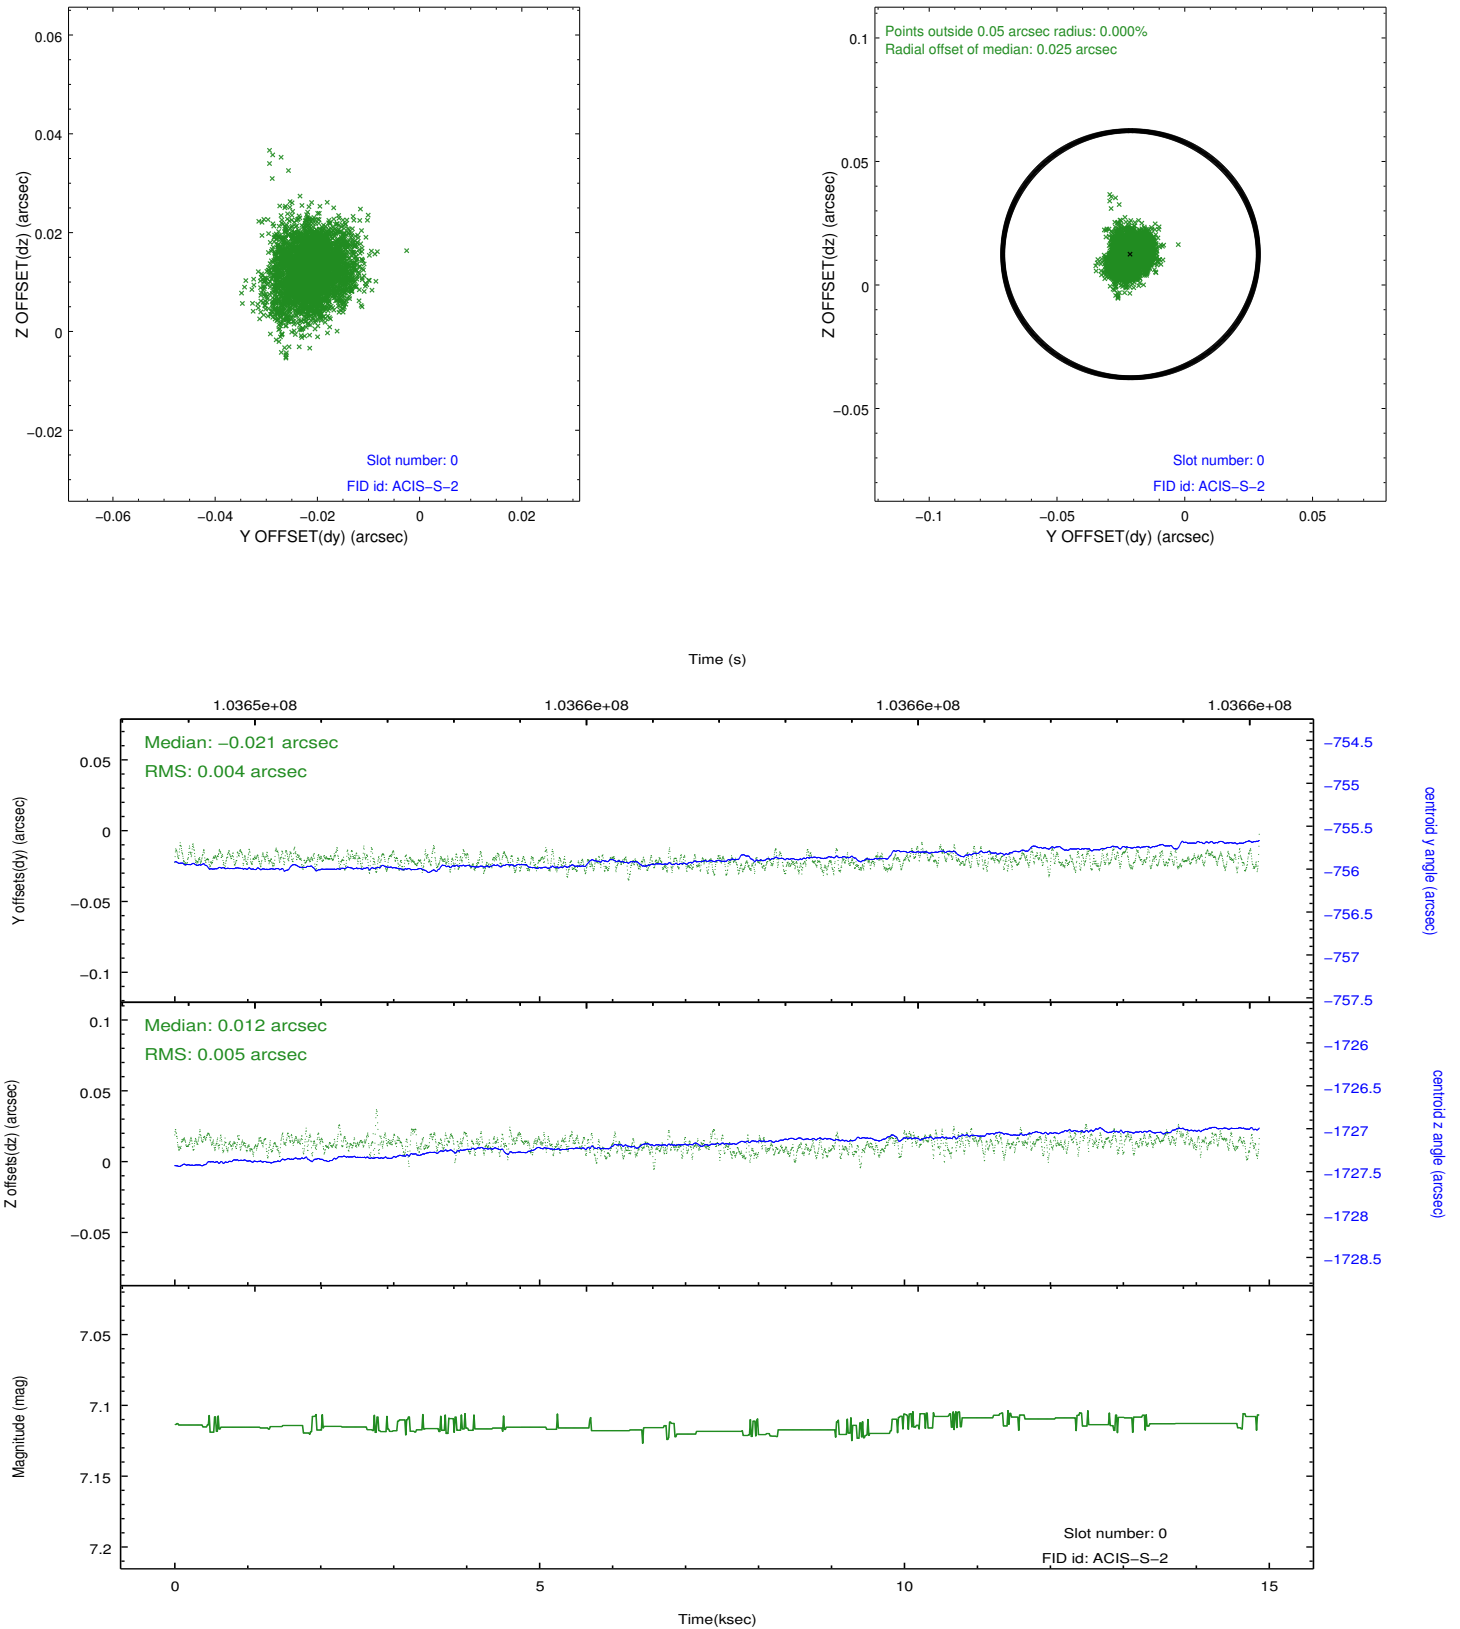 0.06
0.04
0.02
0
−0.02
Z OFFSET(dz) (arcsec)
Slot number: 0
FID id: ACIS−S−2
−0.06
−0.04
−0.02
0
0.02
Y OFFSET(dy) (arcsec)
Points outside 0.05 arcsec radius: 0.000%
Radial offset of median: 0.025 arcsec
0.1
0.05
0
−0.05
Z OFFSET(dz) (arcsec)
Slot number: 0
FID id: ACIS−S−2
−0.1
−0.05
0
0.05
Y OFFSET(dy) (arcsec)
Time (s)
1.0365e+08
1.0366e+08
1.0366e+08
1.0366e+08
Median: −0.021 arcsec
RMS: 0.004 arcsec
0.05
0
−0.05
−0.1
Y offsets(dy) (arcsec)
−754.5
−755
−755.5
−756
−756.5
−757
−757.5
centroid y angle (arcsec)
Median: 0.012 arcsec
RMS: 0.005 arcsec
0.1
0.05
0
−0.05
Z offsets(dz) (arcsec)
−1726
−1726.5
−1727
−1727.5
−1728
−1728.5
centroid z angle (arcsec)
7.05
7.1
7.15
7.2
Magnitude (mag)
Slot number: 0
FID id: ACIS−S−2
0
5
10
15
Time(ksec)